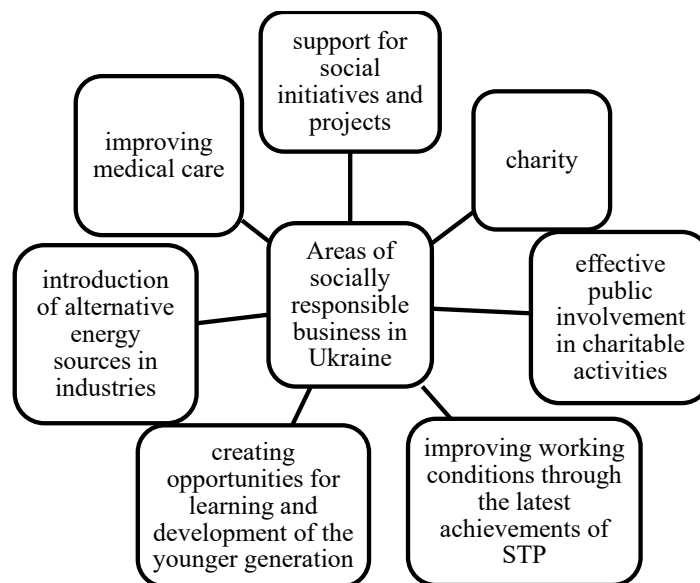 support for
social
initiatives and
projects
improving
medical care
charity
Areas of
socially
responsible
business in
Ukraine
introduction
of alternative
energy
sources in
industries
effective
public
involvement
in charitable
activities
creating
opportunities for
learning and
development of the
younger generation
improving working
conditions through
the latest
achievements of
STP